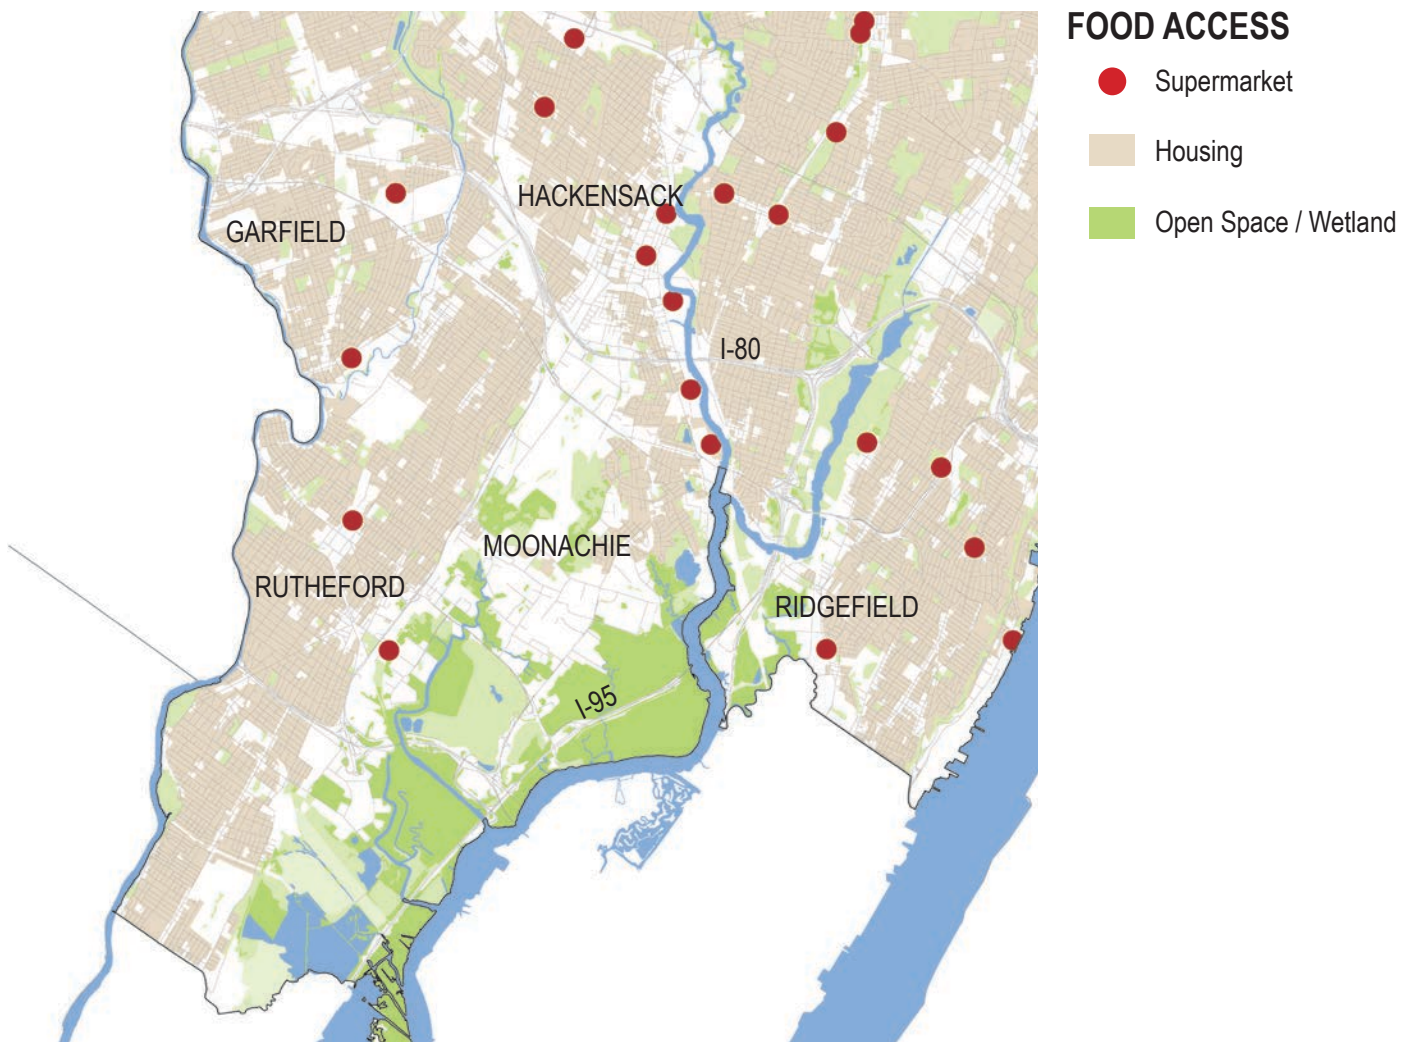 FOOD ACCESS
Supermarket
Housing
Open Space / Wetland
HACKENSACK
GARFIELD
I-80
MOONACHIE
RUTHEFORD
RIDGEFIELD
I-95